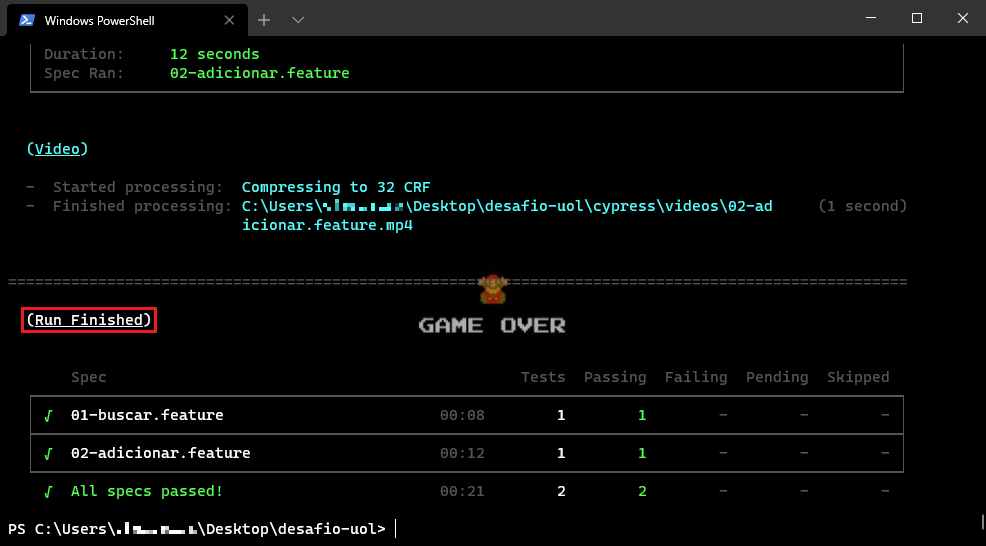 Windows PowerShell
Duration: 12 seconds
Spec Ran: 02-adicionar.feature
(Video)
- Started processing: Compressing to 32 CRF
- Finished processing: C:\Users\ \Desktop\desafio-uol\cypress\videos\02-ad (1 second)
icionar.feature.mp4
====================================================================================================
(Run Finished)
GAME OVER
Spec Tests Passing Failing Pending Skipped
√ 01-buscar.feature 00:08 1 1 - - -
√ 02-adicionar.feature 00:12 1 1 - - -
√ All specs passed! 00:21 2 2 - - -
PS C:\Users\ \Desktop\desafio-uol>